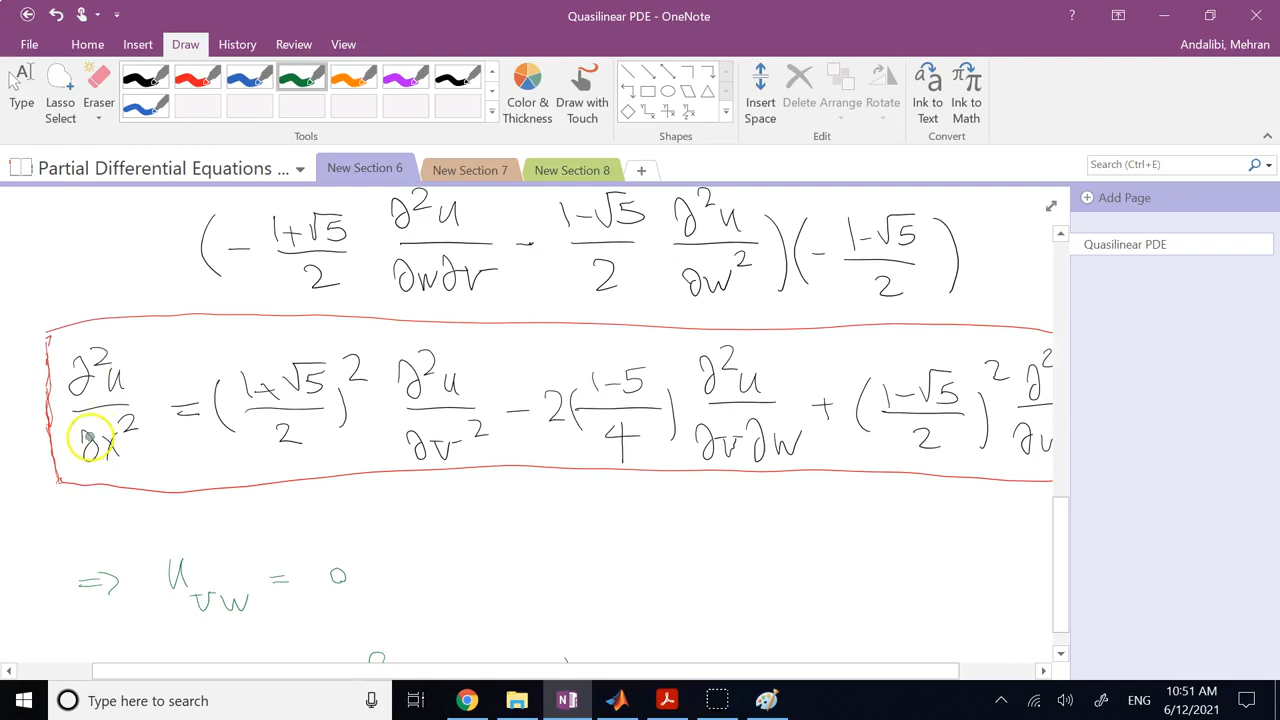 Quasilinear PDE - OneNote
Andalibi, Mehran
File Home Insert Draw History Review View
Type
Lasso Select
Eraser
Color & Thickness
Draw with Touch
Insert Space
Delete
Arrange
Rotate
Ink to Text
Ink to Math
Tools
Shapes
Edit
Convert
Partial Differential Equations ...
New Section 6
New Section 7
New Section 8
Search (Ctrl+E)
Add Page
Quasilinear PDE
(- (1+√5)/2 ∂²u/∂w∂v - (1-√5)/2 ∂²u/∂w²)(- (1-√5)/2)
∂²u/∂x² = ((1+√5)/2)² ∂²u/∂v² - 2((1-5)/4) ∂²u/∂v∂w + ((1-√5)/2)² ∂²
=> u_vw = 0
Type here to search
ENG
10:51 AM
6/12/2021